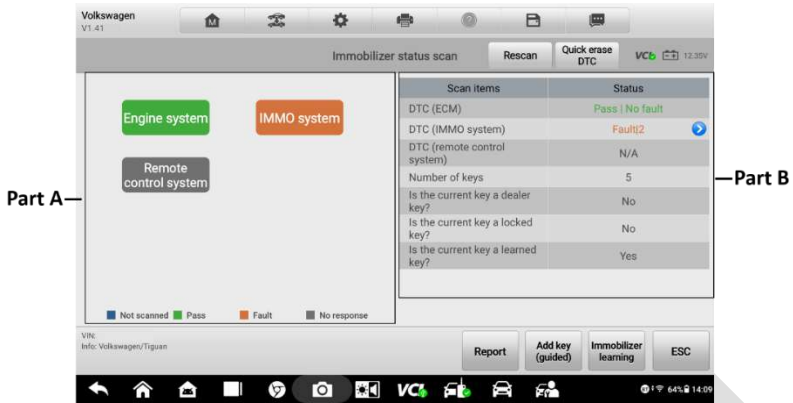 Volkswagen
V1.41
M
?
Immobilizer status scan
Rescan
Quick erase
DTC
VCI
12.35V
Engine system
IMMO system
Remote
control system
Not scanned
Pass
Fault
No response
Part A
Scan items Status
DTC (ECM) Pass | No fault
DTC (IMMO system) Fault|2
DTC (remote control
system) N/A
Number of keys 5
Is the current key a dealer
key? No
Is the current key a locked
key? No
Is the current key a learned
key? Yes
Part B
VIN:
Info: Volkswagen/Tiguan
Report
Add key
(guided)
Immobilizer
learning
ESC
VCI
64% 14:09